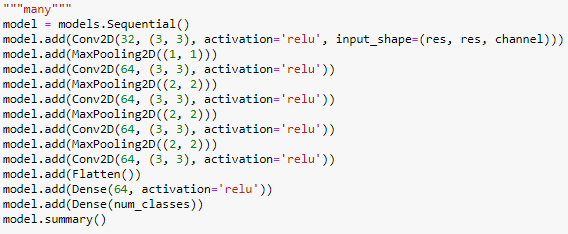 """many"""
model = models.Sequential()
model.add(Conv2D(32, (3, 3), activation='relu', input_shape=(res, res, channel)))
model.add(MaxPooling2D((1, 1)))
model.add(Conv2D(64, (3, 3), activation='relu'))
model.add(MaxPooling2D((2, 2)))
model.add(Conv2D(64, (3, 3), activation='relu'))
model.add(MaxPooling2D((2, 2)))
model.add(Conv2D(64, (3, 3), activation='relu'))
model.add(MaxPooling2D((2, 2)))
model.add(Conv2D(64, (3, 3), activation='relu'))
model.add(Flatten())
model.add(Dense(64, activation='relu'))
model.add(Dense(num_classes))
model.summary()